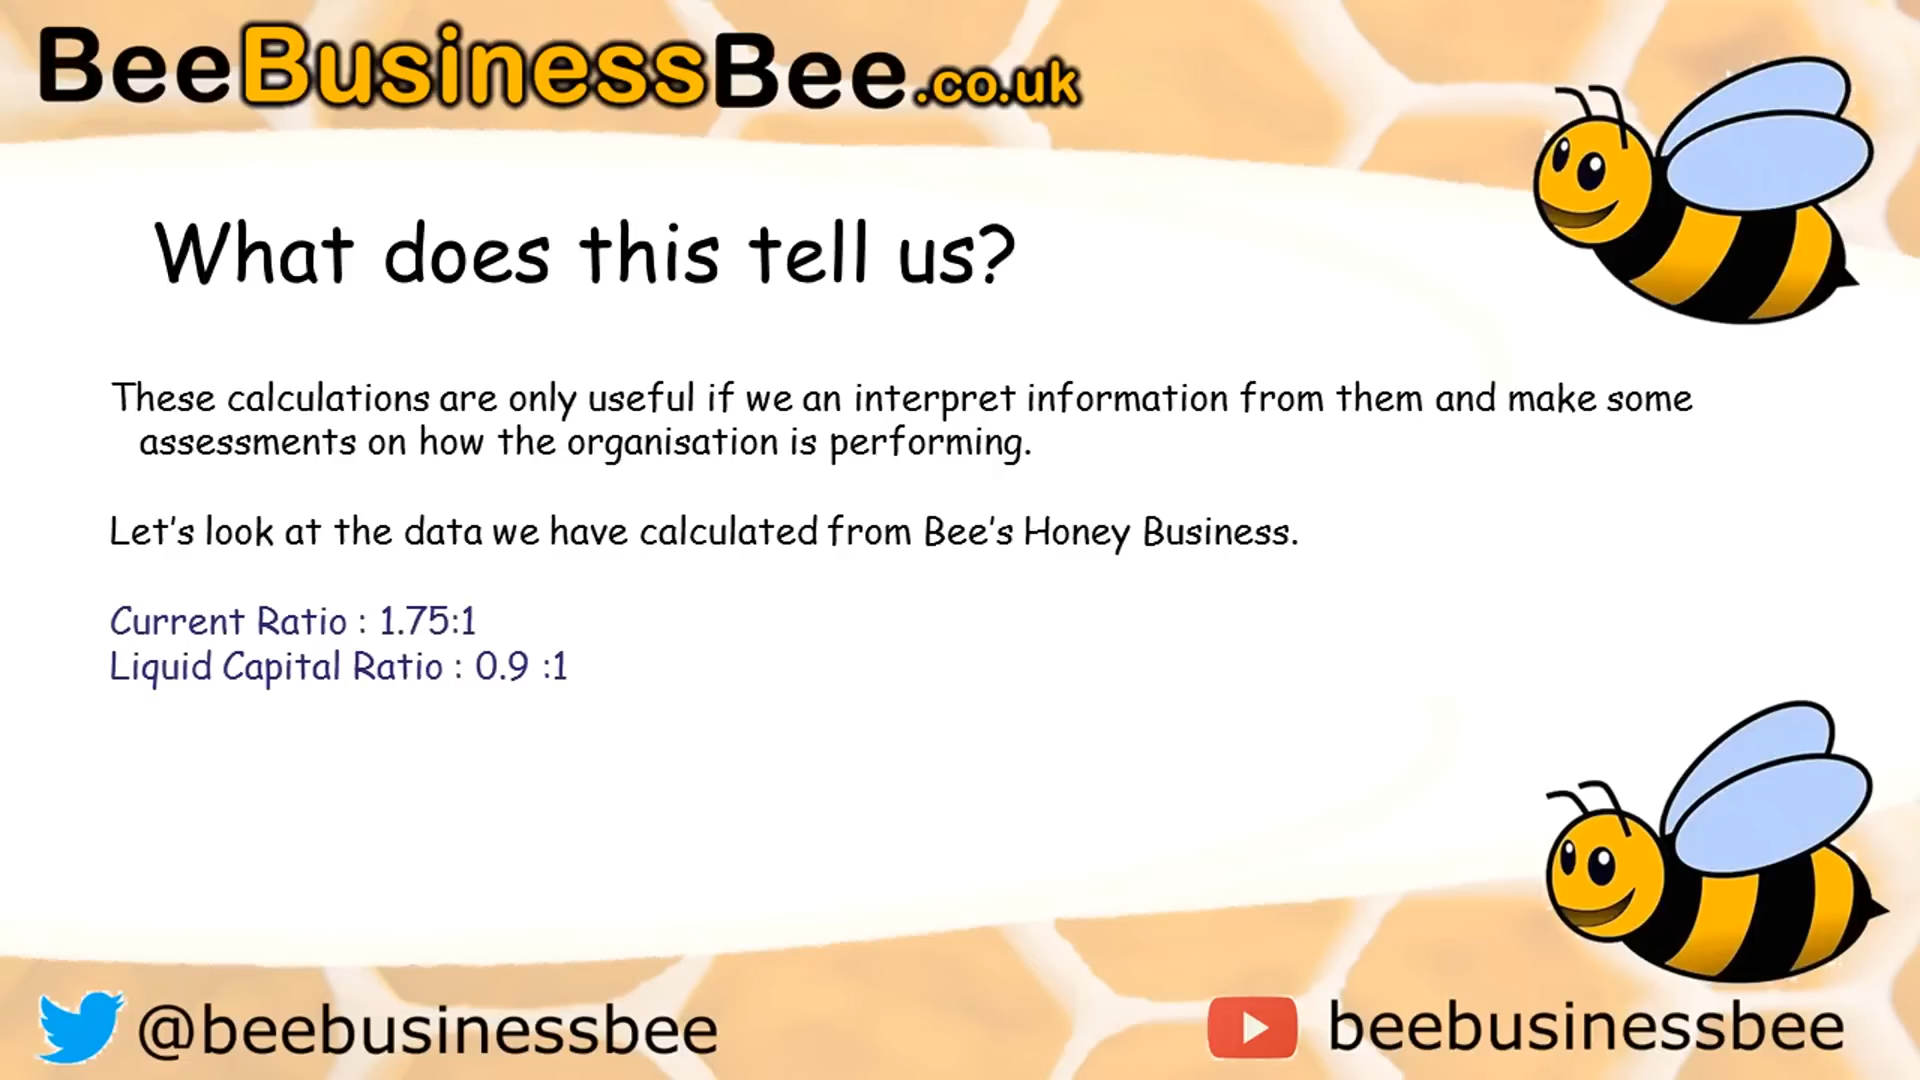 BeeBusinessBee.co.uk
What does this tell us?
These calculations are only useful if we an interpret information from them and make some
assessments on how the organisation is performing.
Let's look at the data we have calculated from Bee's Honey Business.
Current Ratio : 1.75:1
Liquid Capital Ratio : 0.9 :1
@beebusinessbee
beebusinessbee